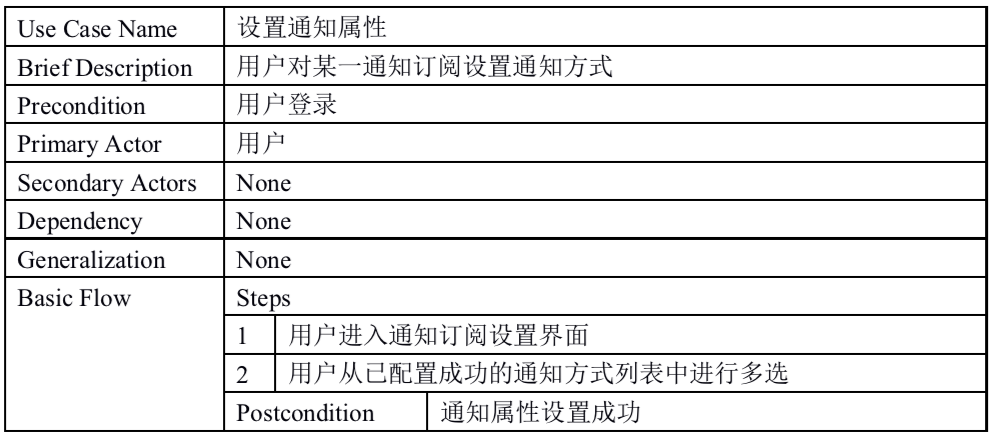 Use Case Name 设置通知属性
Brief Description 用户对某一通知订阅设置通知方式
Precondition 用户登录
Primary Actor 用户
Secondary Actors None
Dependency None
Generalization None
Basic Flow Steps
1 用户进入通知订阅设置界面
2 用户从已配置成功的通知方式列表中进行多选
Postcondition 通知属性设置成功